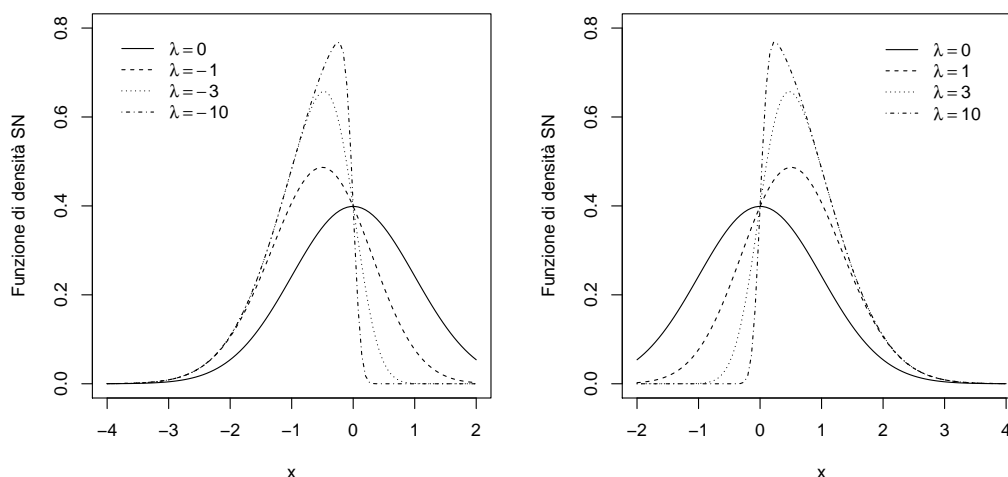 λ = 0
λ = −1
λ = −3
λ = −10
Funzione di densità SN
0.0
0.2
0.4
0.6
0.8
−4 −3 −2 −1 0 1 2
x
λ = 0
λ = 1
λ = 3
λ = 10
Funzione di densità SN
0.0
0.2
0.4
0.6
0.8
−2 −1 0 1 2 3 4
x